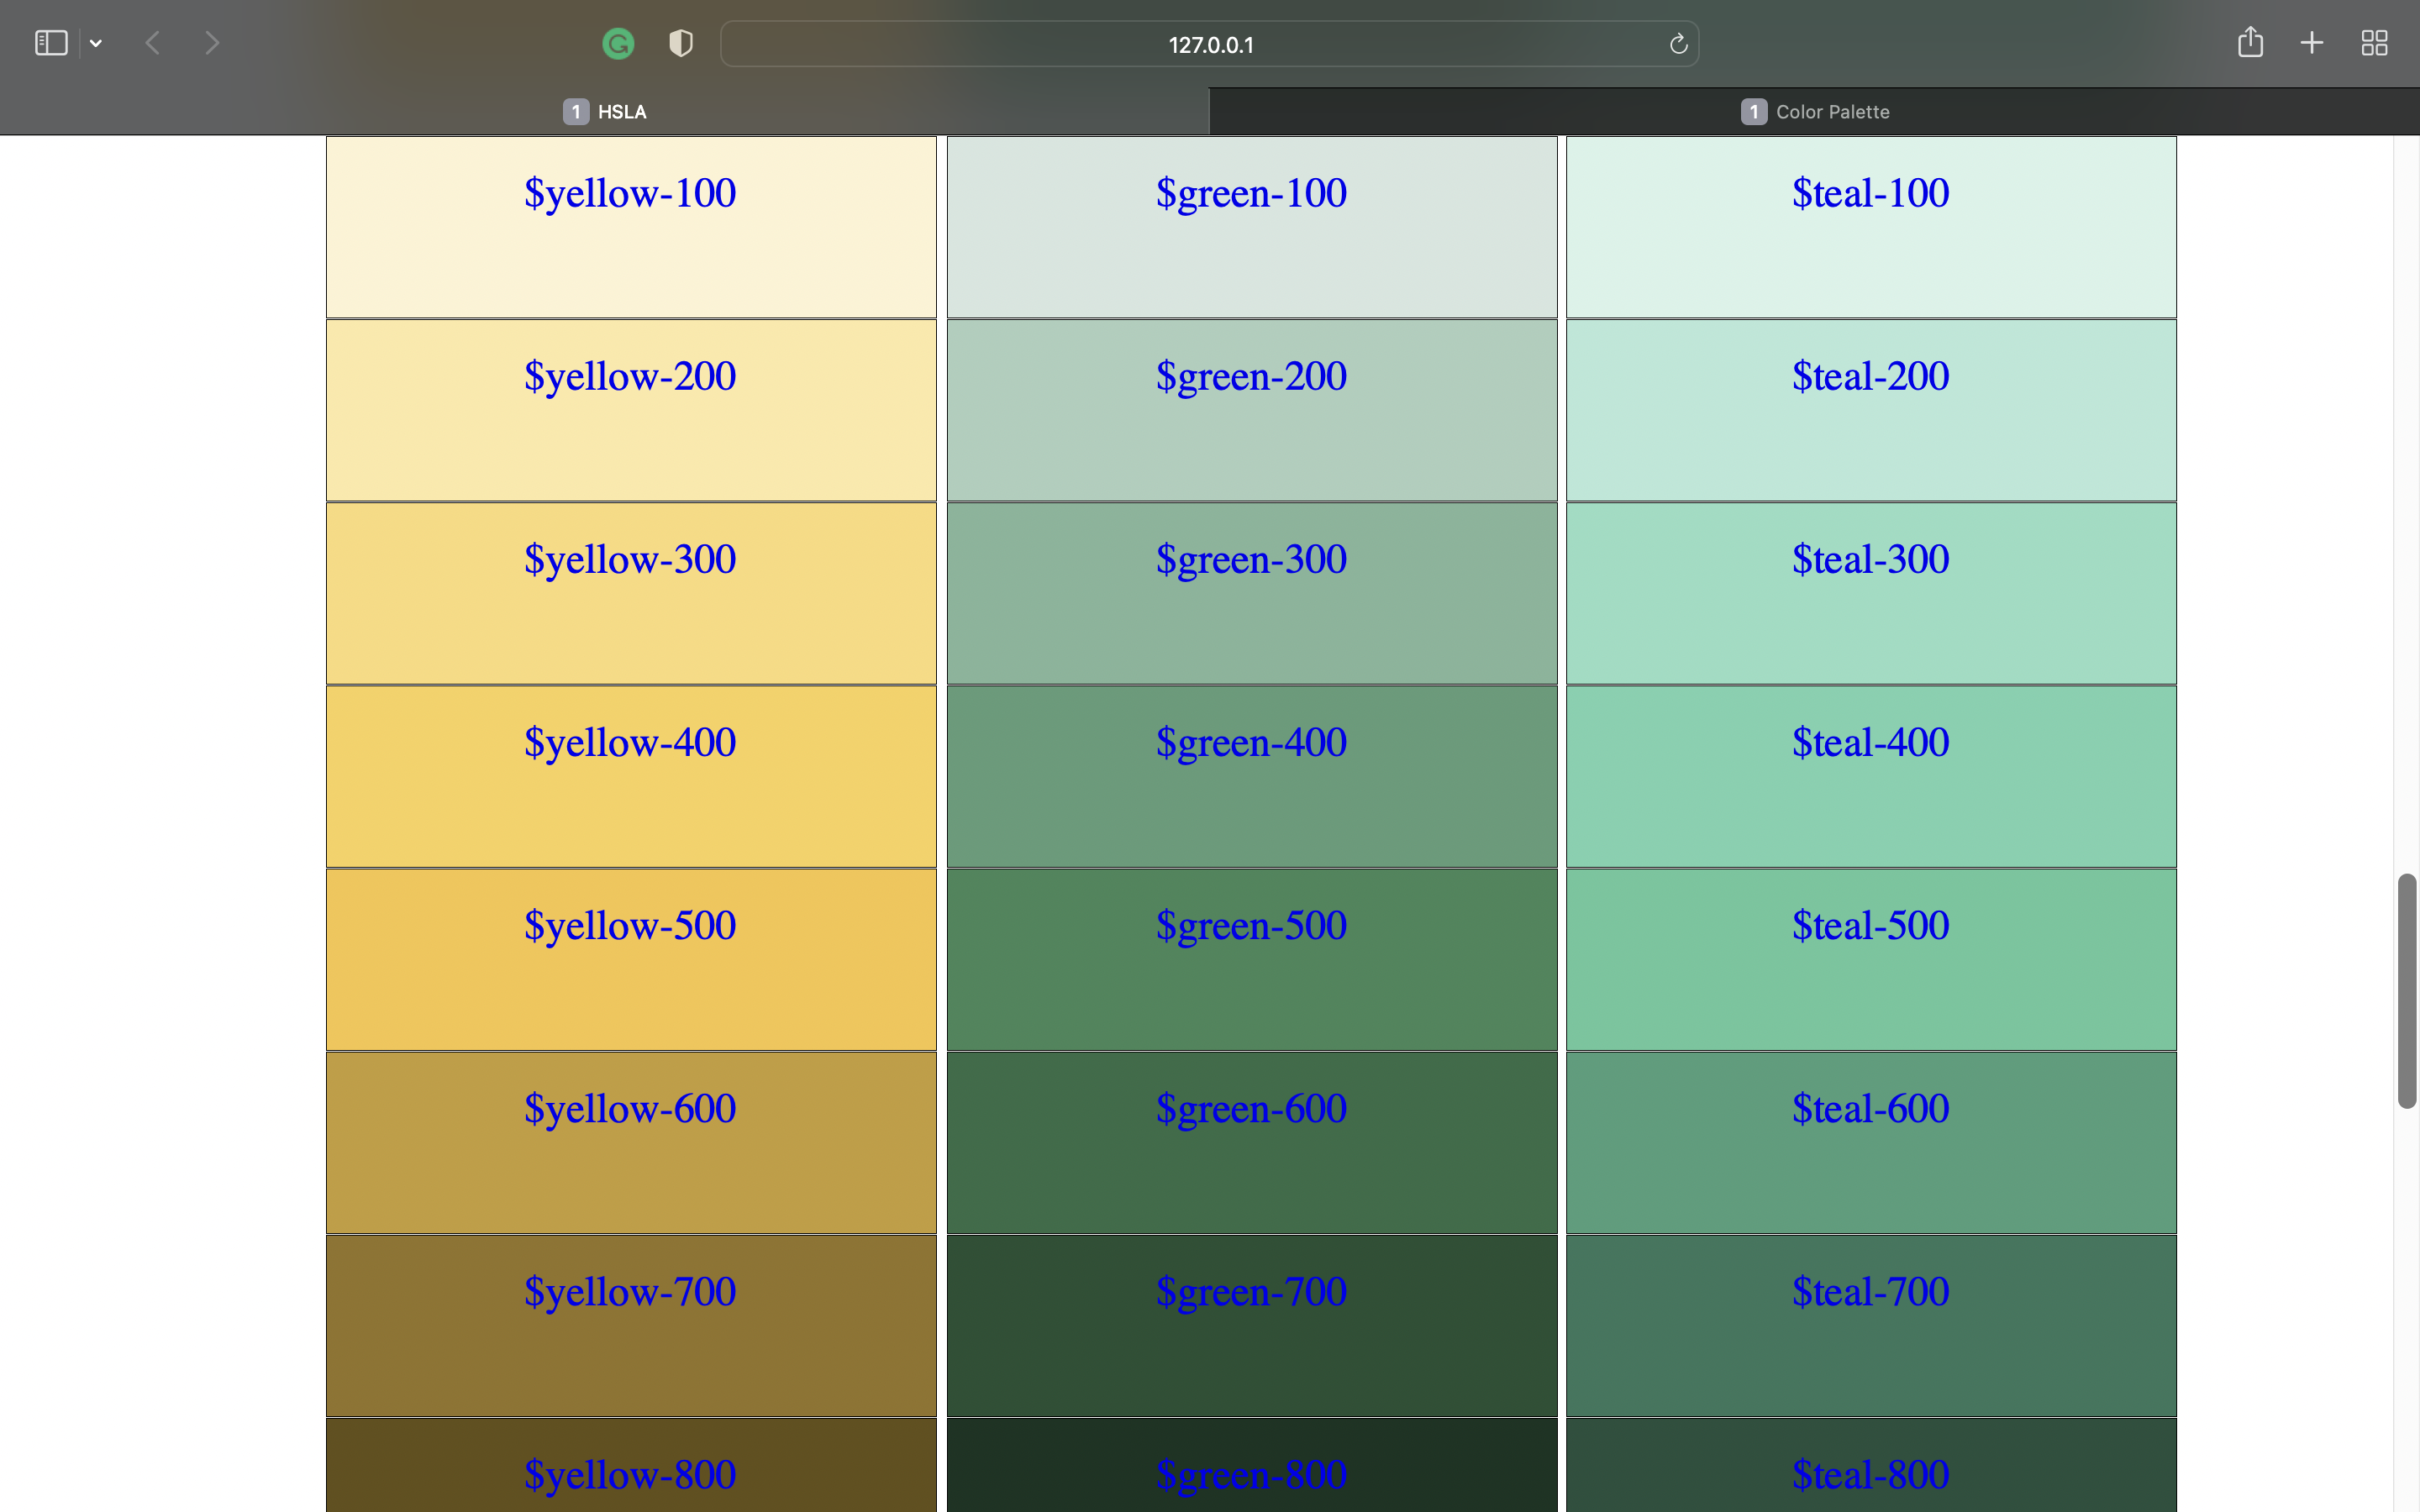 127.0.0.1
1 HSLA
1 Color Palette
$yellow-100 $green-100 $teal-100
$yellow-200 $green-200 $teal-200
$yellow-300 $green-300 $teal-300
$yellow-400 $green-400 $teal-400
$yellow-500 $green-500 $teal-500
$yellow-600 $green-600 $teal-600
$yellow-700 $green-700 $teal-700
$yellow-800 $green-800 $teal-800